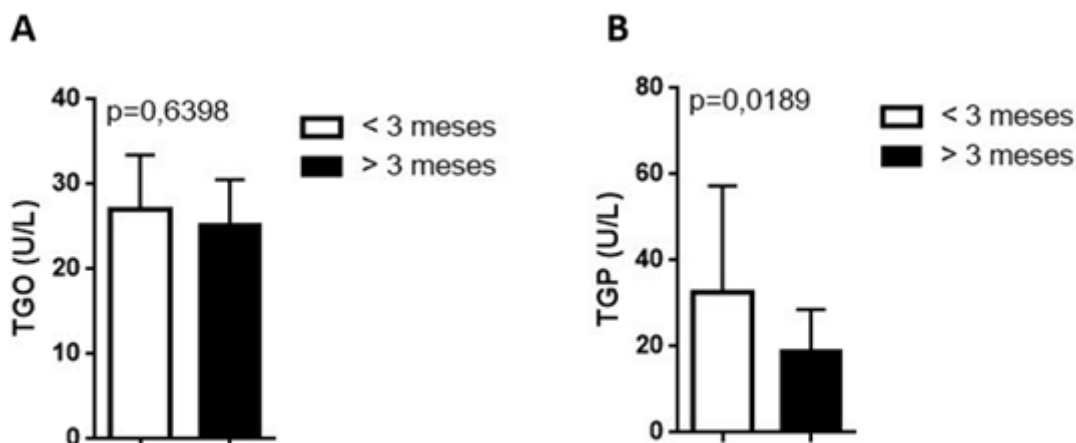 A
TGO (U/L)
40
30
20
10
0
p=0,6398
< 3 meses
> 3 meses
B
TGP (U/L)
80
60
40
20
0
p=0,0189
< 3 meses
> 3 meses